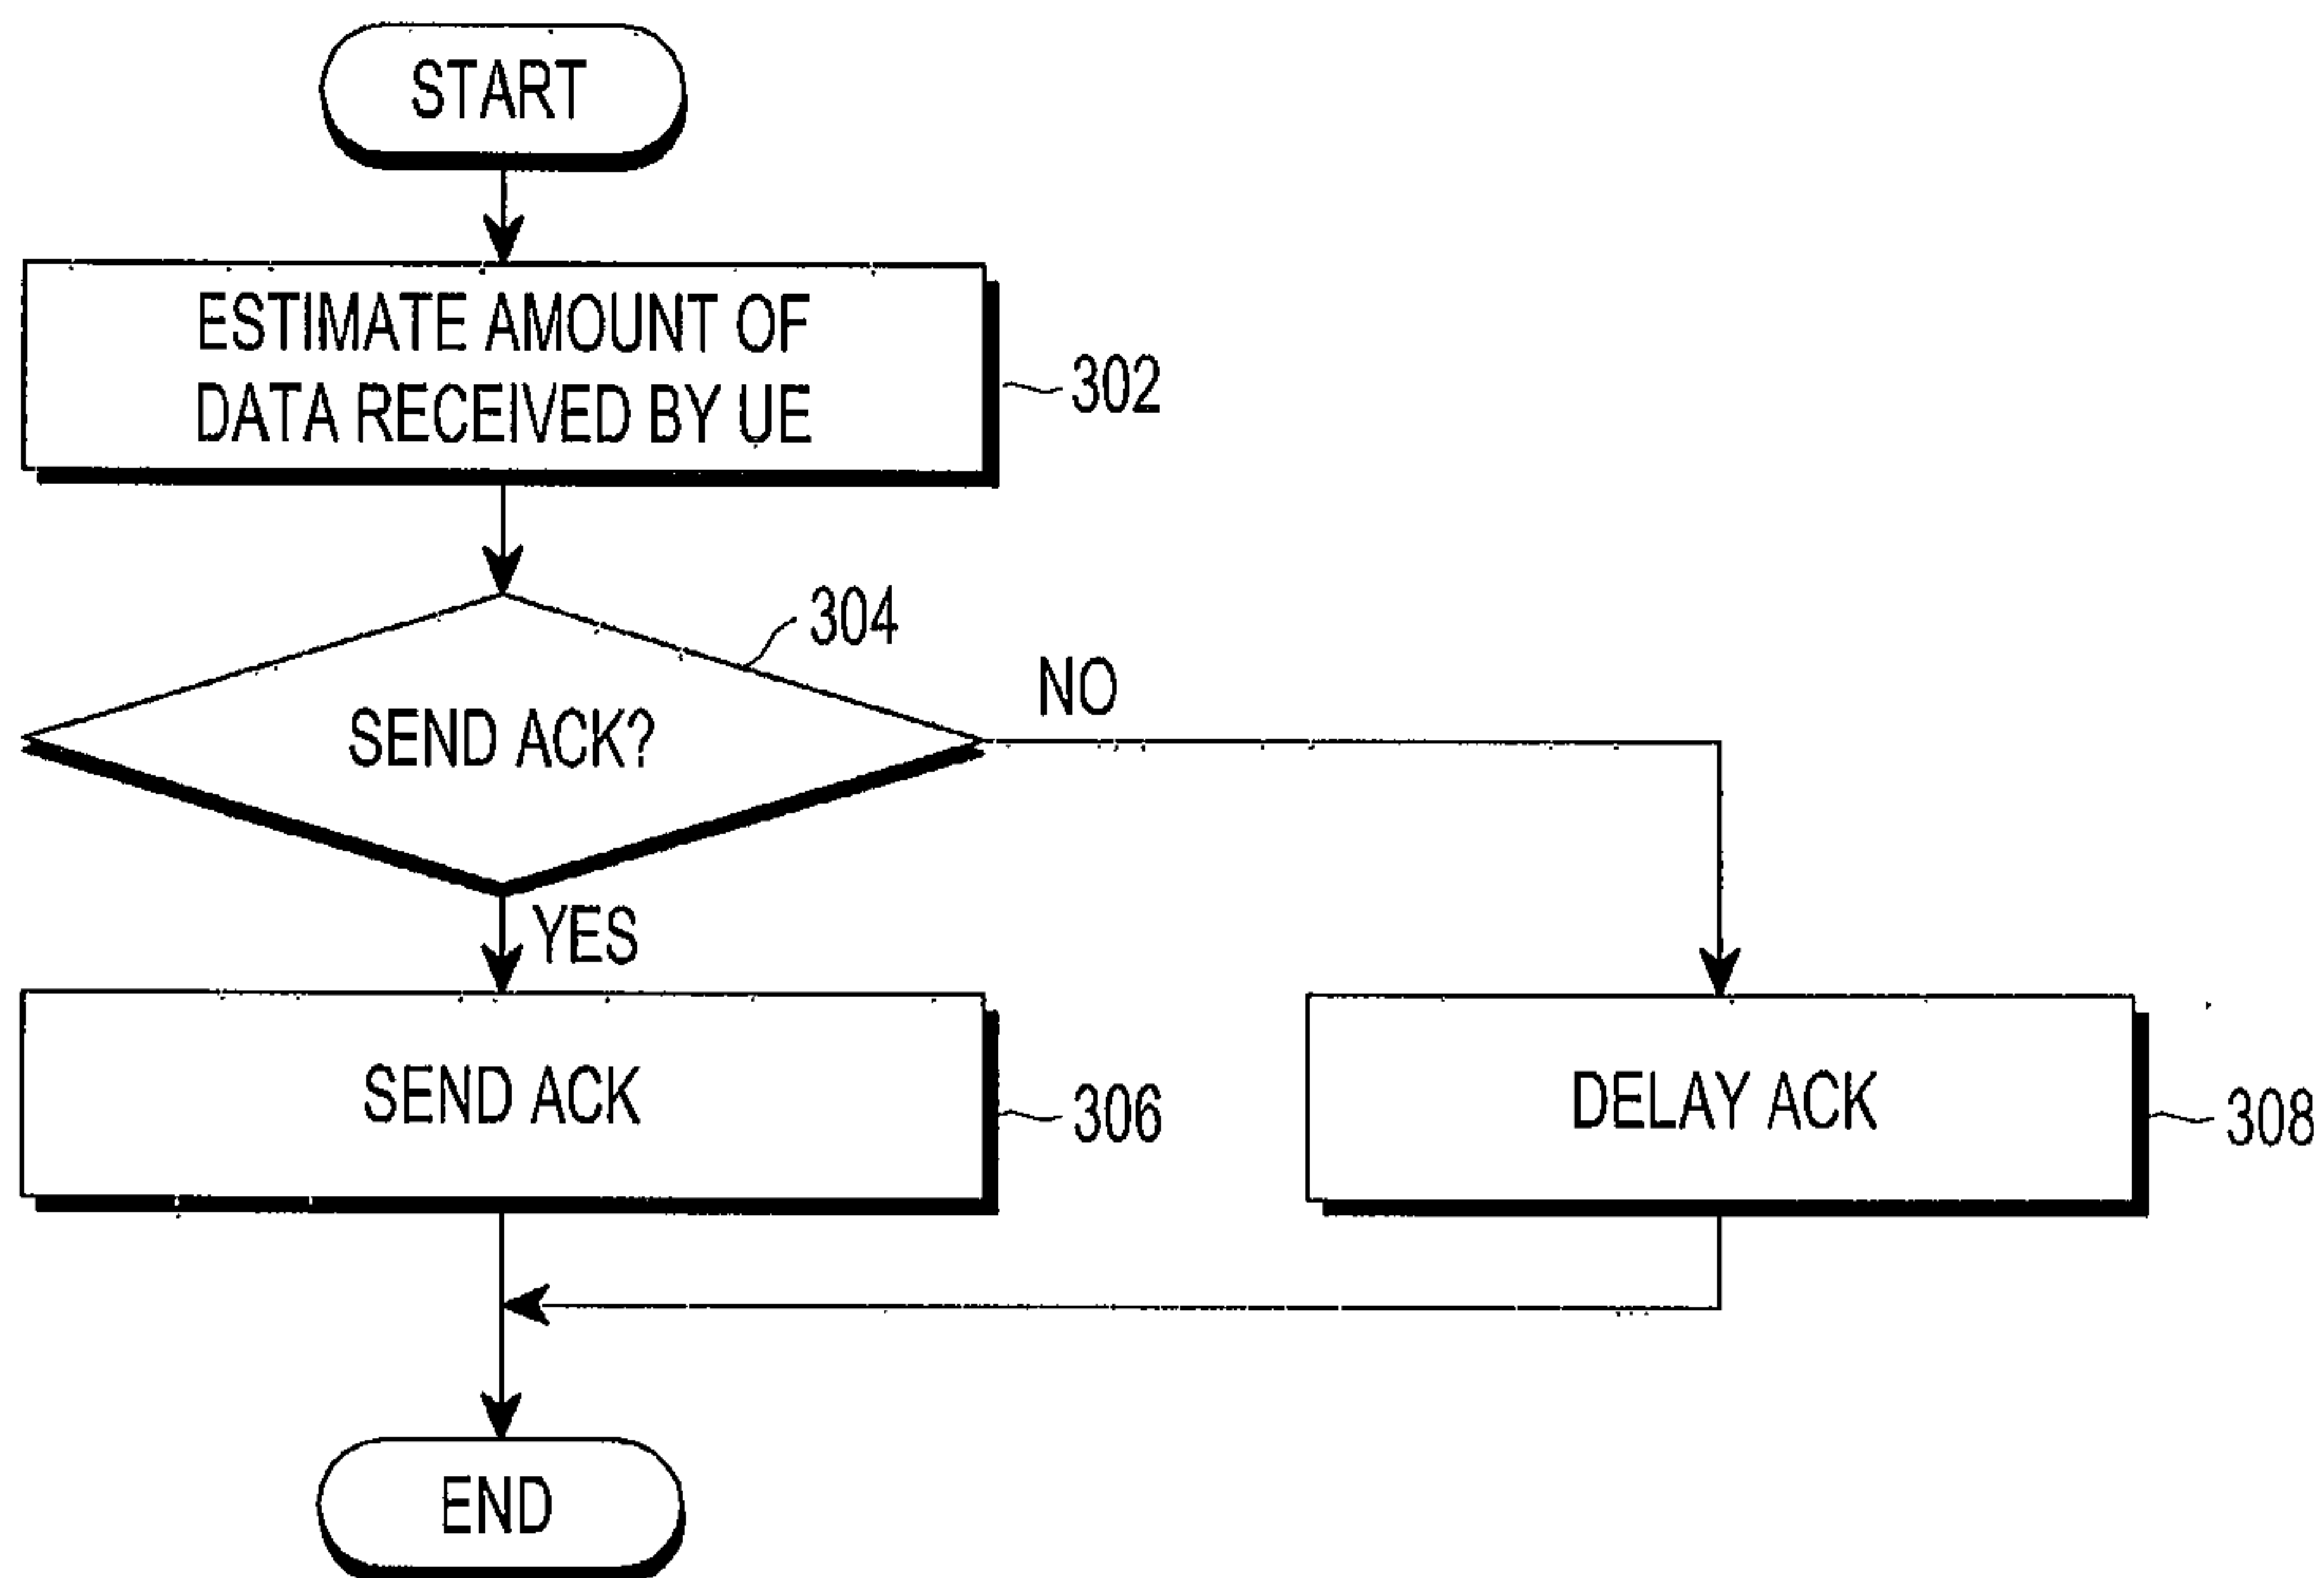 START
ESTIMATE AMOUNT OF
DATA RECEIVED BY UE
302
304
SEND ACK?
NO
YES
SEND ACK
306
DELAY ACK
308
END